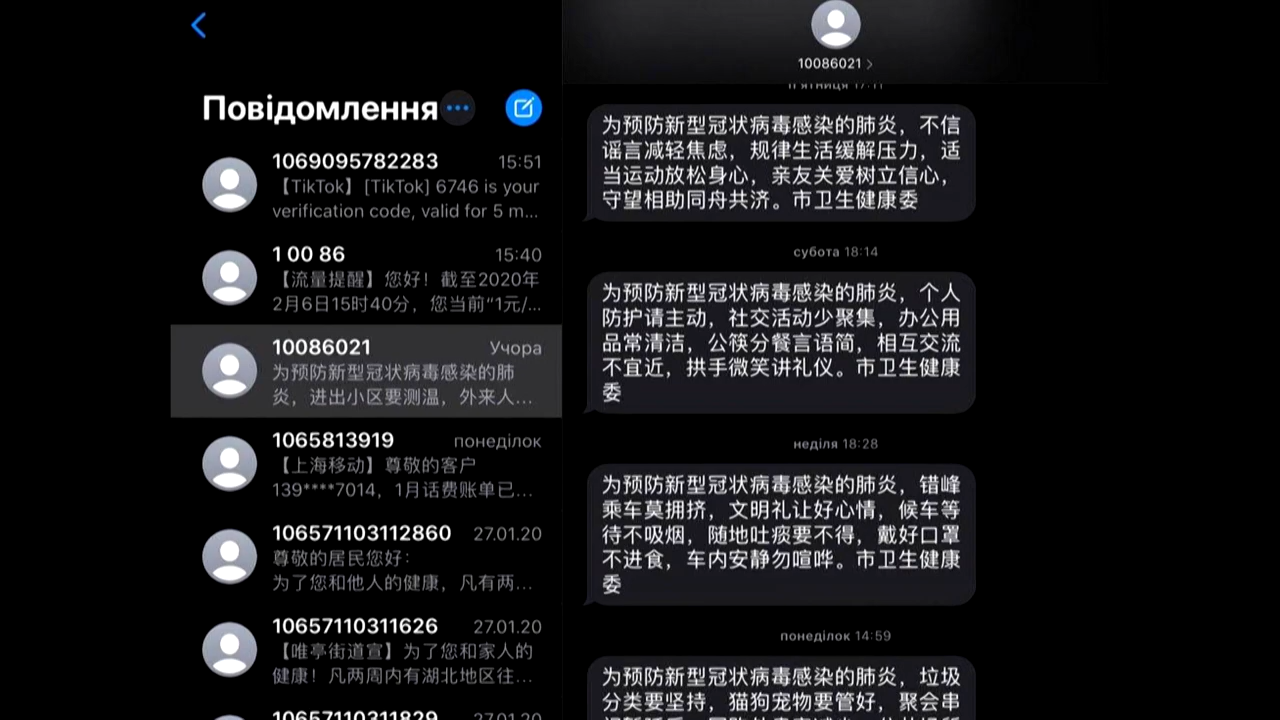 Повідомлення
1069095782283 15:51
【TikTok】[TikTok] 6746 is your
verification code, valid for 5 m...
1 00 86 15:40
【流量提醒】您好！截至2020年
2月6日15时40分，您当前“1元/...
10086021 Учора
为预防新型冠状病毒感染的肺
炎，进出小区要测温，外来人...
1065813919 понеділок
【上海移动】尊敬的客户
139****7014，1月话费账单已...
106571103112860 27.01.20
尊敬的居民您好：
为了您和他人的健康，凡有两...
10657110311626 27.01.20
【唯亭街道宣】为了您和家人的
健康！凡两周内有湖北地区往...
10657110311829 27.01.20
10086021 >
п'ятниця 17:11
为预防新型冠状病毒感染的肺炎，不信
谣言减轻焦虑，规律生活缓解压力，适
当运动放松身心，亲友关爱树立信心，
守望相助同舟共济。市卫生健康委
субота 18:14
为预防新型冠状病毒感染的肺炎，个人
防护请主动，社交活动少聚集，办公用
品常清洁，公筷分餐言语简，相互交流
不宜近，拱手微笑讲礼仪。市卫生健康
委
неділя 18:28
为预防新型冠状病毒感染的肺炎，错峰
乘车莫拥挤，文明礼让好心情，候车等
待不吸烟，随地吐痰要不得，戴好口罩
不进食，车内安静勿喧哗。市卫生健康
委
понеділок 14:59
为预防新型冠状病毒感染的肺炎，垃圾
分类要坚持，猫狗宠物要管好，聚会串